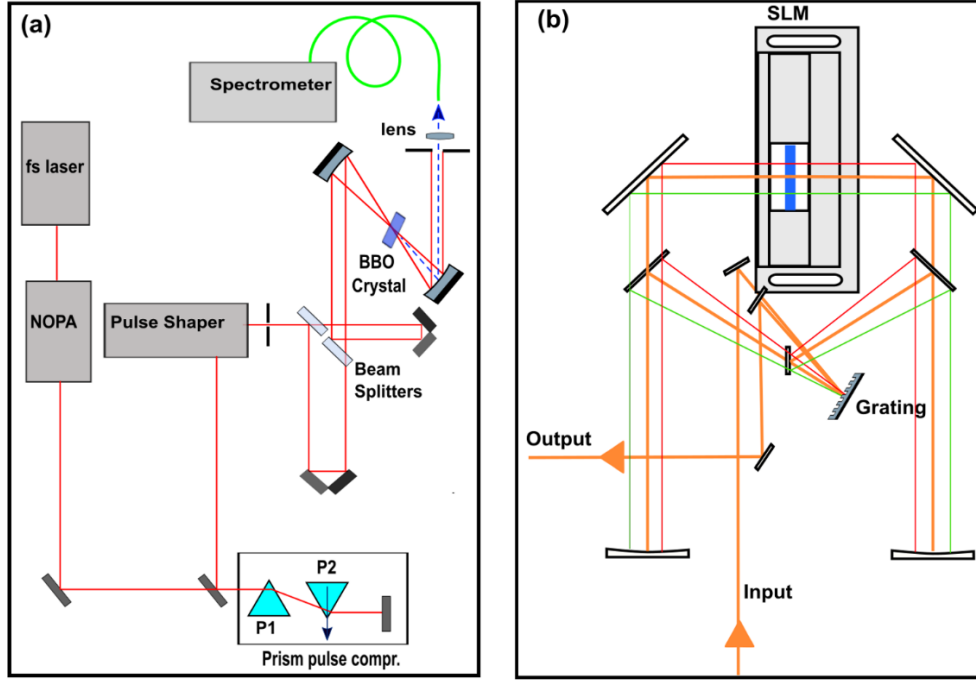 (a)
Spectrometer
lens
fs laser
BBO
Crystal
NOPA
Pulse Shaper
Beam
Splitters
P2
P1
Prism pulse compr.
(b)
SLM
Grating
Output
Input